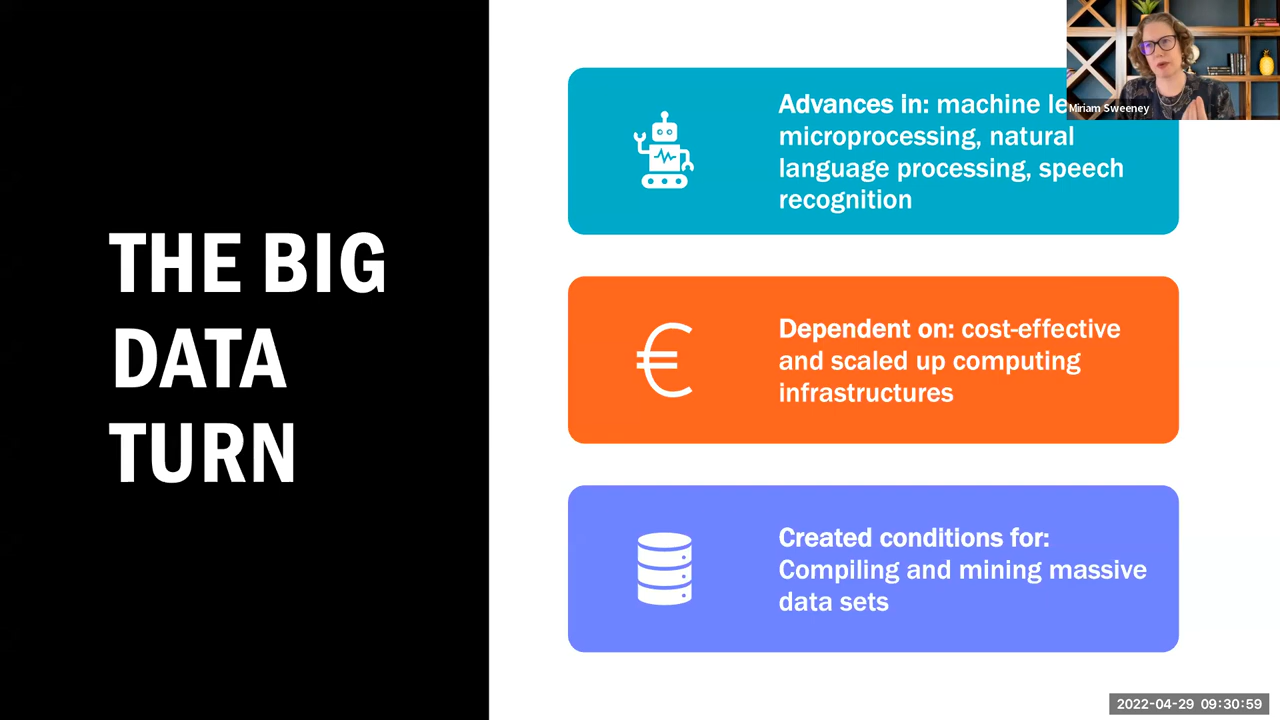 THE BIG
DATA
TURN
Advances in: machine
microprocessing, natural
language processing, speech
recognition
€
Dependent on: cost-effective
and scaled up computing
infrastructures
Created conditions for:
Compiling and mining massive
data sets
Miriam Sweeney
2022-04-29 09:30:59